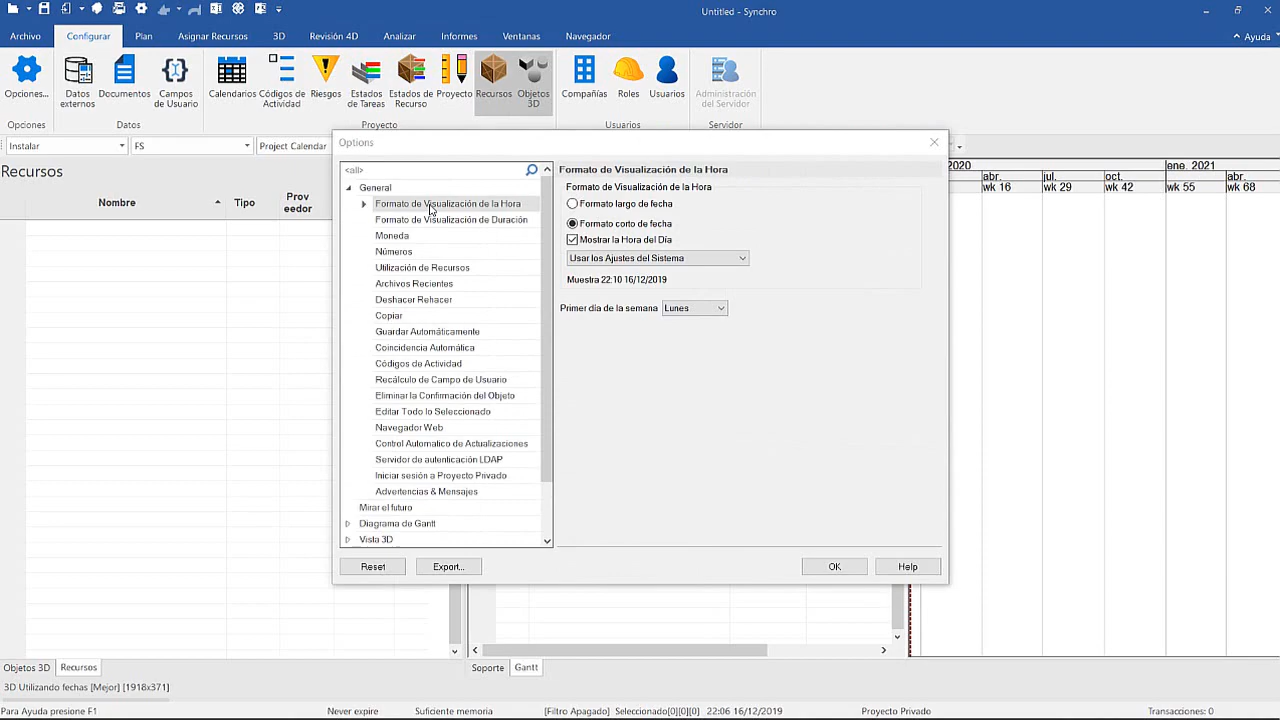 Untitled - Synchro
Archivo Configurar Plan Asignar Recursos 3D Revisión 4D Analizar Informes Ventanas Navegador Ayuda
Opciones...
Datos externos
Documentos
Campos de Usuario
Calendarios
Códigos de Actividad
Riesgos
Estados de Tareas
Estados de Recurso
Proyecto
Recursos
Objetos 3D
Compañías
Roles
Usuarios
Administración del Servidor
Opciones Datos Proyecto Usuarios Servidor
Instalar FS Project Calendar
Recursos
Nombre Tipo Prov eedor
2020 ene. 2021
abr. jul. oct. abr.
wk 16 wk 29 wk 42 wk 55 wk 68
Options
<all>
General
Formato de Visualización de la Hora
Formato de Visualización de Duración
Moneda
Números
Utilización de Recursos
Archivos Recientes
Deshacer Rehacer
Copiar
Guardar Automáticamente
Coincidencia Automática
Códigos de Actividad
Recálculo de Campo de Usuario
Eliminar la Confirmación del Objeto
Editar Todo lo Seleccionado
Navegador Web
Control Automatico de Actualizaciones
Servidor de autenticación LDAP
Iniciar sesión a Proyecto Privado
Advertencias & Mensajes
Mirar el futuro
Diagrama de Gantt
Vista 3D
Formato de Visualización de la Hora
Formato de Visualización de la Hora
Formato largo de fecha
Formato corto de fecha
Mostrar la Hora del Día
Usar los Ajustes del Sistema
Muestra 22:10 16/12/2019
Primer día de la semana Lunes
Reset Export... OK Help
Objetos 3D Recursos Soporte Gantt
3D Utilizando fechas [Mejor] [1918x371]
Para Ayuda presione F1 Never expire Suficiente memoria [Filtro Apagado] Seleccionado[0][0][0] 22:06 16/12/2019 Proyecto Privado Transacciones: 0